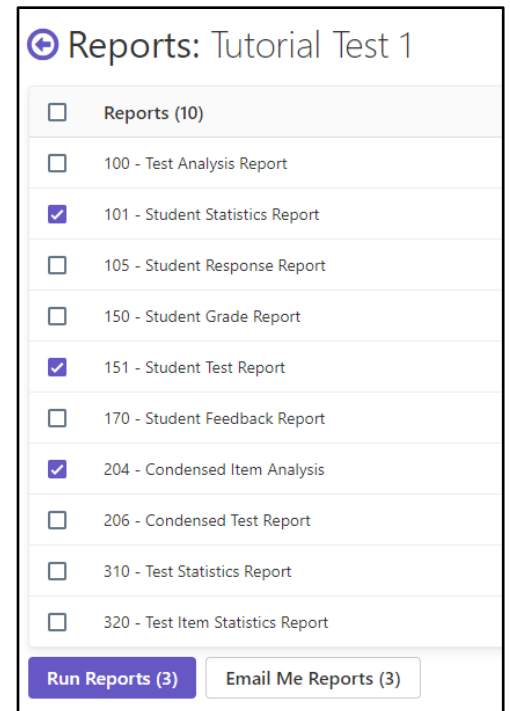 Reports: Tutorial Test 1
Reports (10)
100 - Test Analysis Report
101 - Student Statistics Report
105 - Student Response Report
150 - Student Grade Report
151 - Student Test Report
170 - Student Feedback Report
204 - Condensed Item Analysis
206 - Condensed Test Report
310 - Test Statistics Report
320 - Test Item Statistics Report
Run Reports (3) Email Me Reports (3)